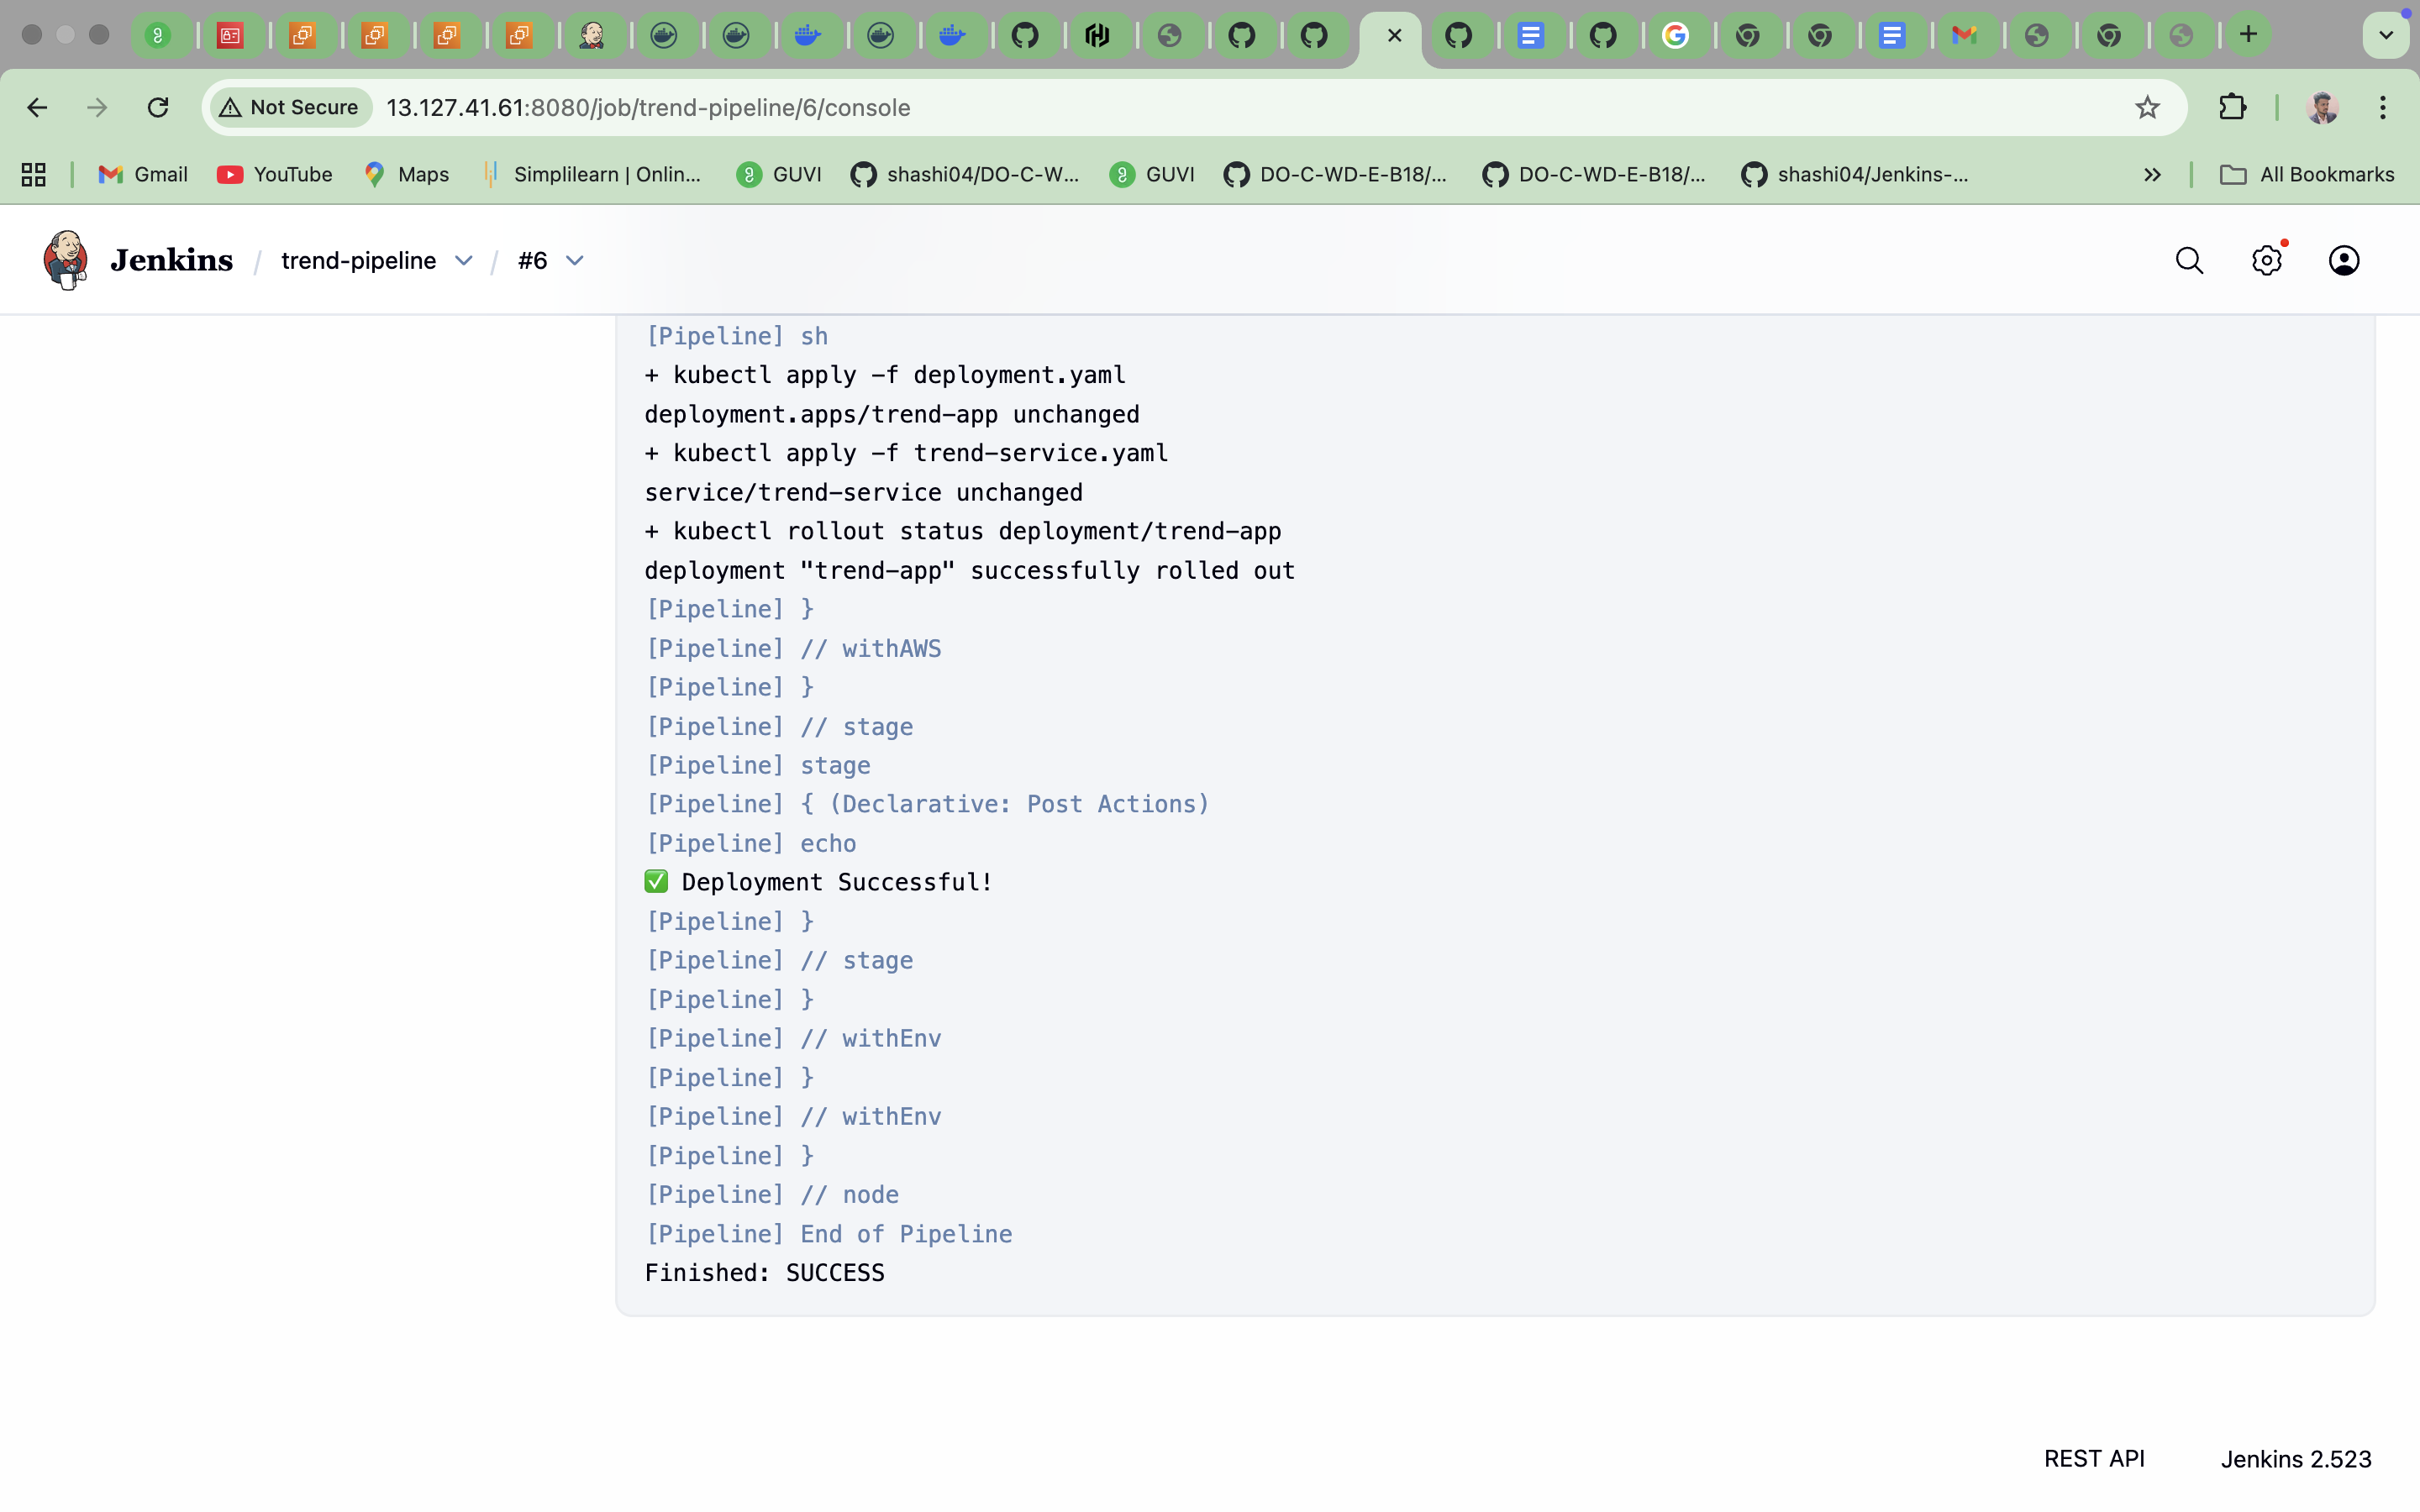 Not Secure
13.127.41.61:8080/job/trend-pipeline/6/console
Gmail
YouTube
Maps
Simplilearn | Onlin...
GUVI
shashi04/DO-C-W...
GUVI
DO-C-WD-E-B18/...
DO-C-WD-E-B18/...
shashi04/Jenkins-...
All Bookmarks
Jenkins / trend-pipeline / #6
[Pipeline] sh
+ kubectl apply -f deployment.yaml
deployment.apps/trend-app unchanged
+ kubectl apply -f trend-service.yaml
service/trend-service unchanged
+ kubectl rollout status deployment/trend-app
deployment "trend-app" successfully rolled out
[Pipeline] }
[Pipeline] // withAWS
[Pipeline] }
[Pipeline] // stage
[Pipeline] stage
[Pipeline] { (Declarative: Post Actions)
[Pipeline] echo
✅ Deployment Successful!
[Pipeline] }
[Pipeline] // stage
[Pipeline] }
[Pipeline] // withEnv
[Pipeline] }
[Pipeline] // withEnv
[Pipeline] }
[Pipeline] // node
[Pipeline] End of Pipeline
Finished: SUCCESS
REST API
Jenkins 2.523